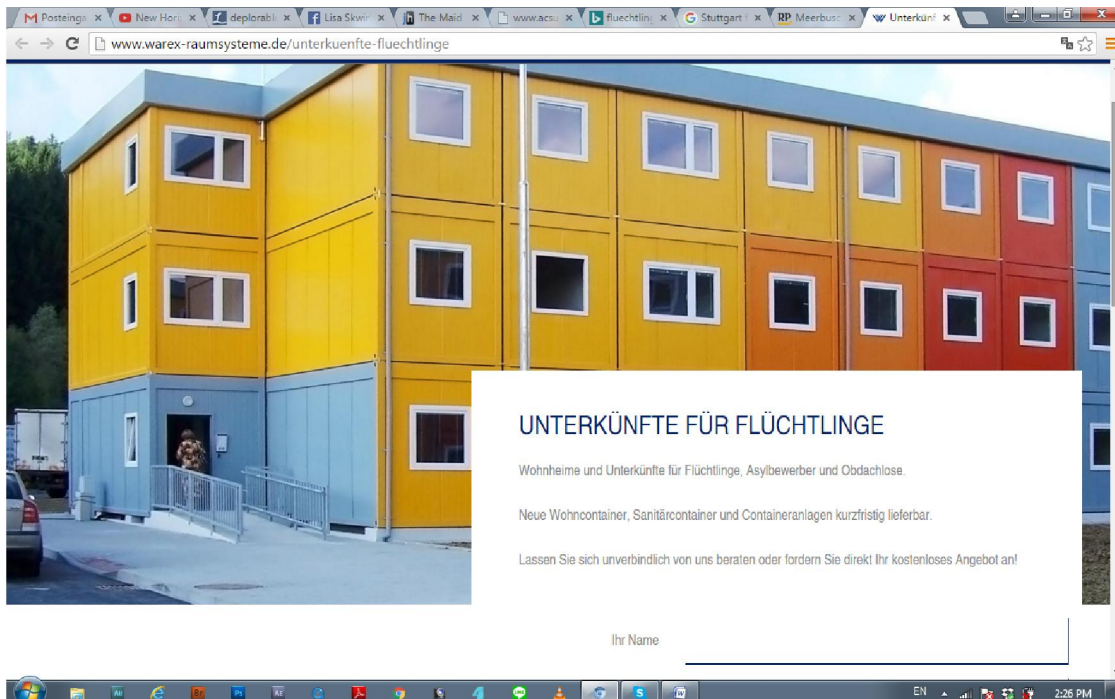 Posteinga
New Hori
deplorabl
Lisa Skwir
The Maid
www.acsu
fluechtling
Stuttgart f
RP Meerbusc
Unterkünf
www.warex-raumsysteme.de/unterkuenfte-fluechtlinge
UNTERKÜNFTE FÜR FLÜCHTLINGE
Wohnheime und Unterkünfte für Flüchtlinge, Asylbewerber und Obdachlose.
Neue Wohncontainer, Sanitärcontainer und Containeranlagen kurzfristig lieferbar.
Lassen Sie sich unverbindlich von uns beraten oder fordern Sie direkt Ihr kostenloses Angebot an!
Ihr Name
EN
2:26 PM